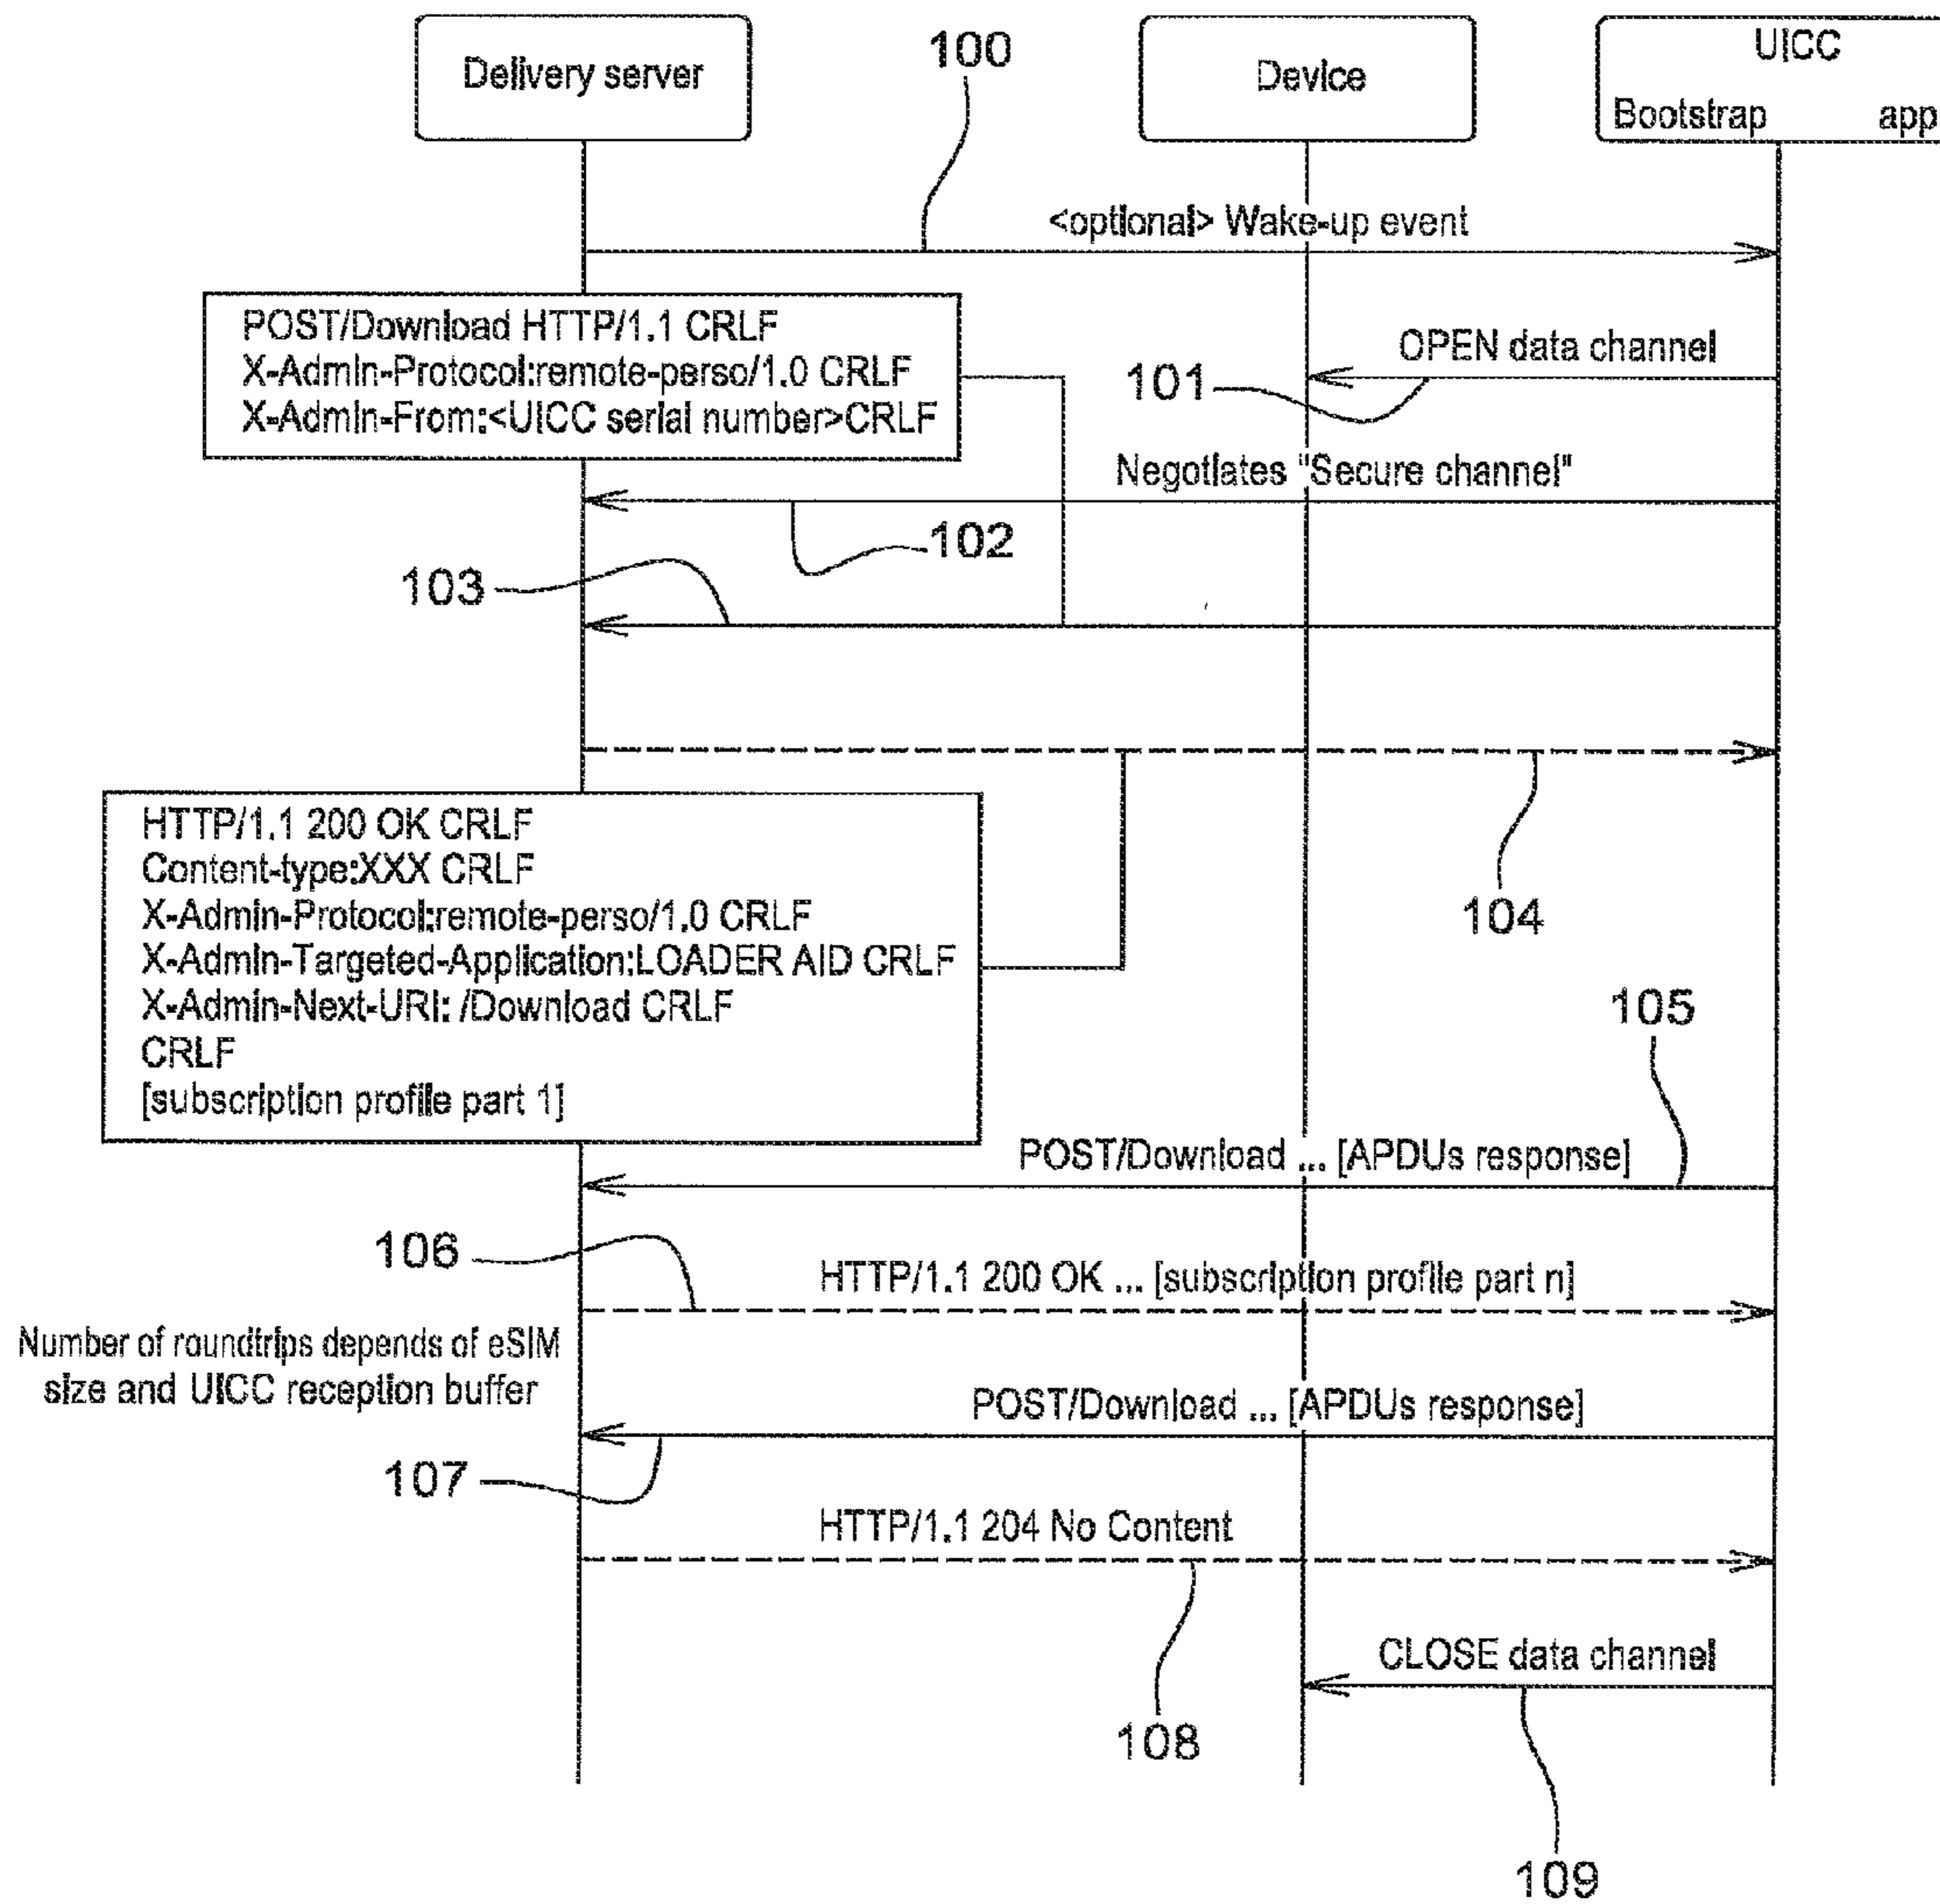 Delivery server
100
Device
UICC
Bootstrap app
<optional> Wake-up event
POST/Download HTTP/1.1 CRLF
X-Admin-Protocol:remote-perso/1.0 CRLF
X-Admin-From:<UICC serial number>CRLF
OPEN data channel
101
Negotiates "Secure channel"
102
103
HTTP/1.1 200 OK CRLF
Content-type:XXX CRLF
X-Admin-Protocol:remote-perso/1.0 CRLF
X-Admin-Targeted-Application:LOADER AID CRLF
X-Admin-Next-URI: /Download CRLF
CRLF
[subscription profile part 1]
104
105
POST/Download ... [APDUs response]
106
HTTP/1.1 200 OK ... [subscription profile part n]
Number of roundtrips depends of eSIM
size and UICC reception buffer
POST/Download ... [APDUs response]
107
HTTP/1.1 204 No Content
108
CLOSE data channel
109